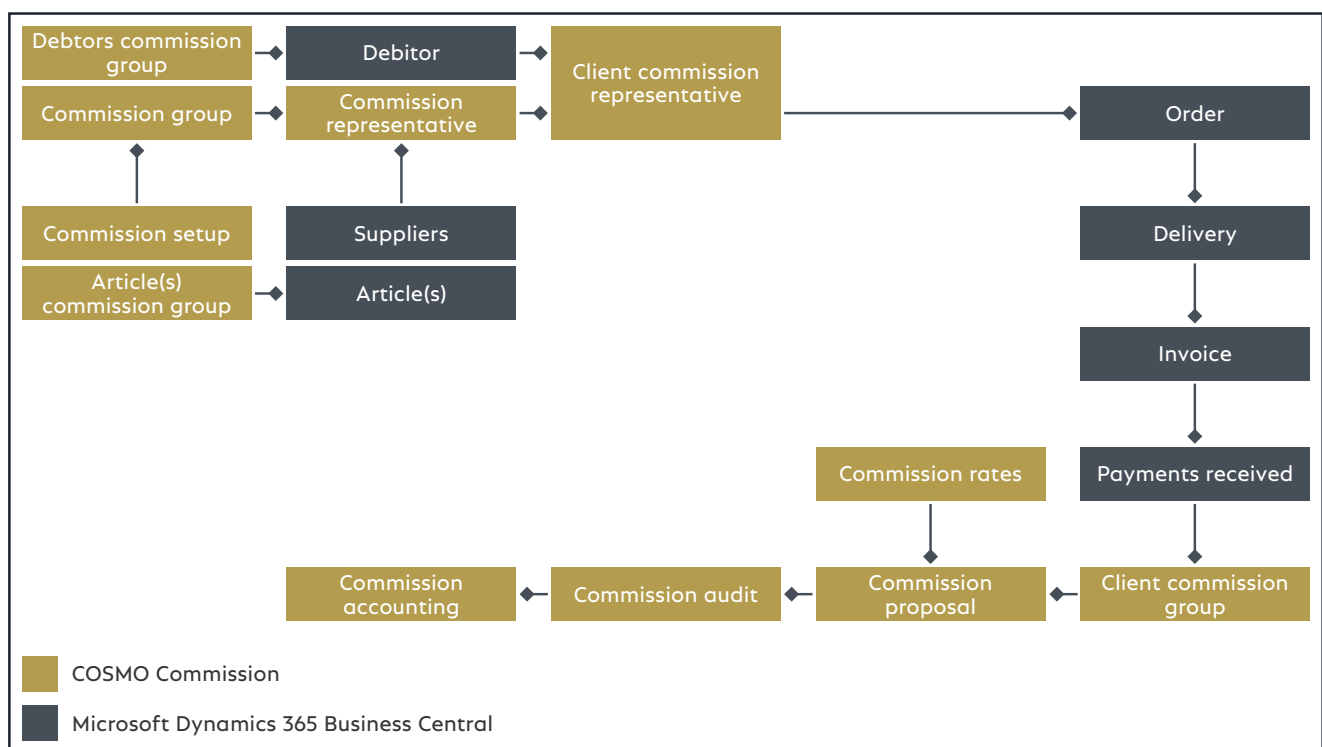 Debtors commission
group
Debitor
Client commission
representative
Commission group
Commission
representative
Order
Commission setup
Suppliers
Delivery
Article(s)
commission group
Article(s)
Invoice
Commission rates
Payments received
Commission
accounting
Commission audit
Commission
proposal
Client commission
group
COSMO Commission
Microsoft Dynamics 365 Business Central